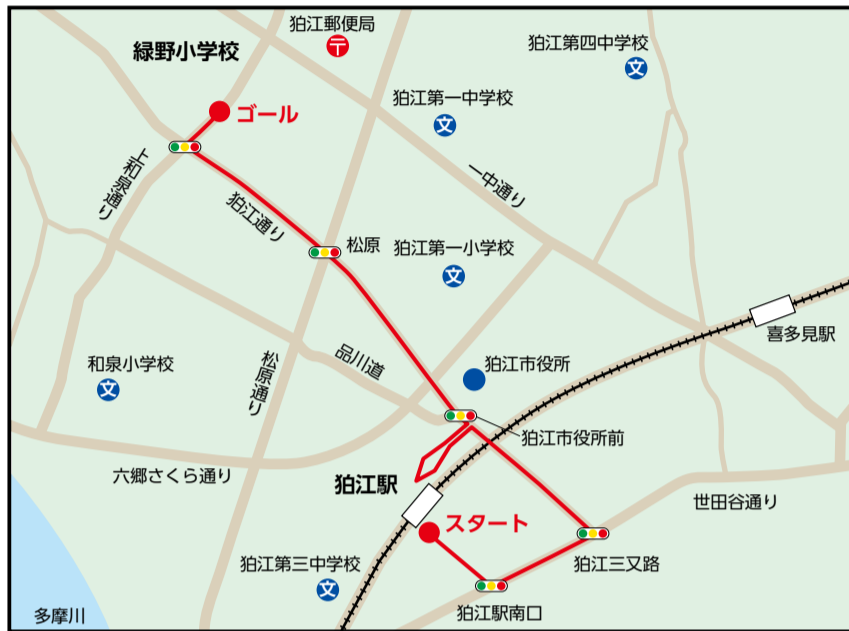 狛江郵便局
〒
緑野小学校
狛江第四中学校
文
ゴール
狛江第一中学校
文
上和泉通り
狛江通り
一中通り
松原
狛江第一小学校
文
喜多見駅
品川道
松原通り
和泉小学校
文
狛江市役所
狛江市役所前
六郷さくら通り
狛江駅
世田谷通り
スタート
狛江三又路
狛江第三中学校
文
狛江駅南口
多摩川